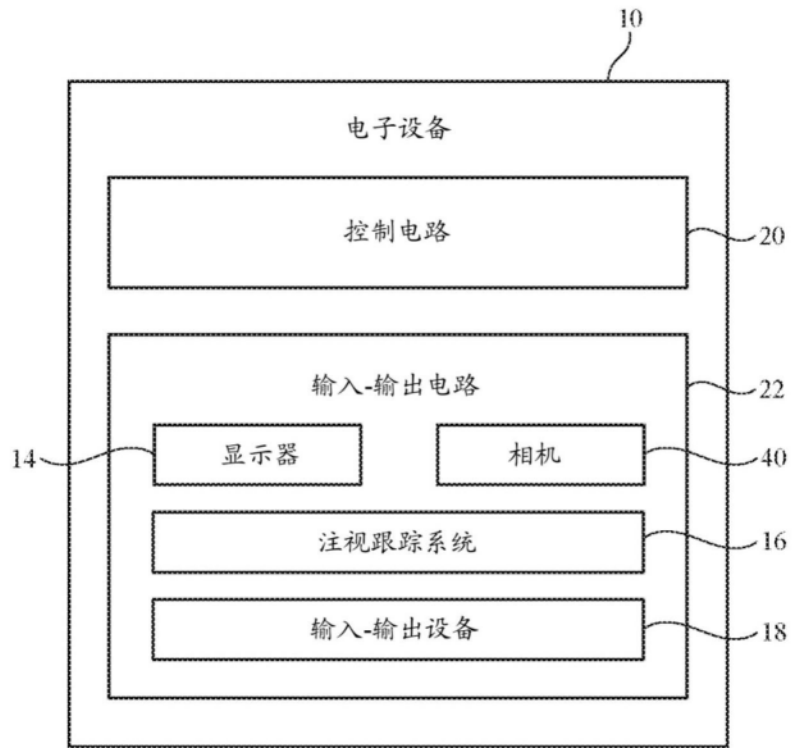 10
电子设备
控制电路
20
输入-输出电路
22
14
显示器
相机
40
注视跟踪系统
16
输入-输出设备
18